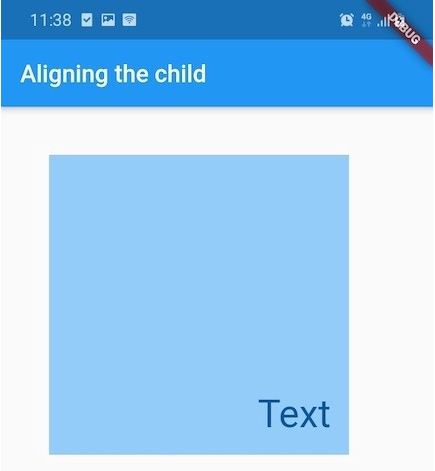 11:38
4G
DEBUG
Aligning the child
Text